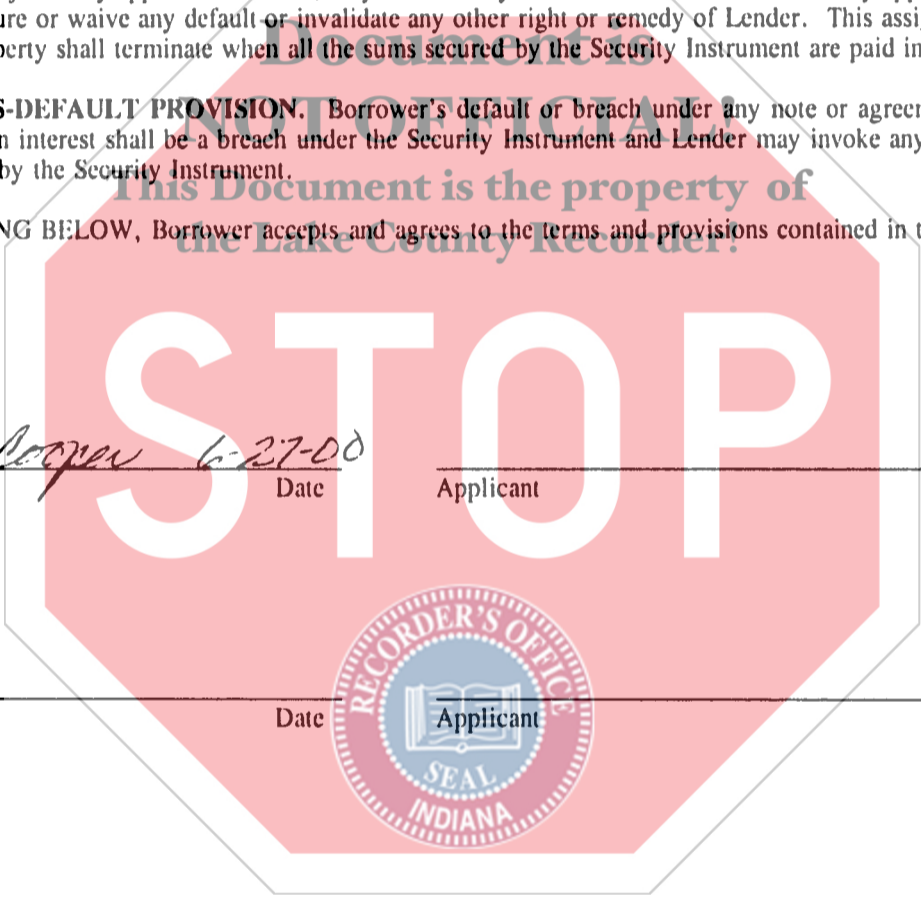 ure or waive any default or invalidate any other right or remedy of Lender. This assi
perty shall terminate when all the sums secured by the Security Instrument are paid in
Document is
S-DEFAULT PROVISION. Borrower's default or breach under any note or agreer
NOT OFFICIAL!
n interest shall be a breach under the Security Instrument and Lender may invoke any
by the Security Instrument.
This Document is the property of
NG BELOW, Borrower accepts and agrees to the terms and provisions contained in t
the Lake County Recorder!
STOP
Cooper 6-27-00
Date Applicant
RECORDER'S OFFICE
Date Applicant
SEAL
INDIANA